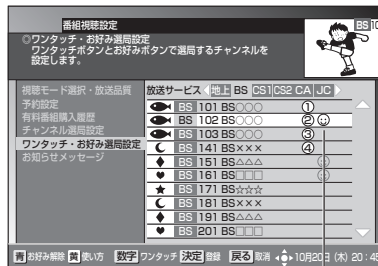 番組視聴設定
BS 10
◎ワンタッチ・お好み選局設定
ワンタッチボタンとお好みボタンで選局するチャンネルを
設定します。
視聴モード選択・放送品質
予約設定
有料番組購入履歴
チャンネル選局設定
ワンタッチ・お好み選局設定
お知らせメッセージ
放送サービス 地上 BS CS1 CS2 CA JC
BS 101 BS○○○ ①
BS 102 BS○○○ ②
BS 103 BS○○○ ③
BS 141 BS××× ④
BS 151 BS△△△
BS 161 BS□□□
BS 171 BS☆☆☆
BS 181 BS×××
BS 191 BS△△△
BS 201 BS□□□
青 お好み解除 黄 使い方 数字 ワンタッチ 決定 登録 戻る 取消 10月20日 (木) 20:45